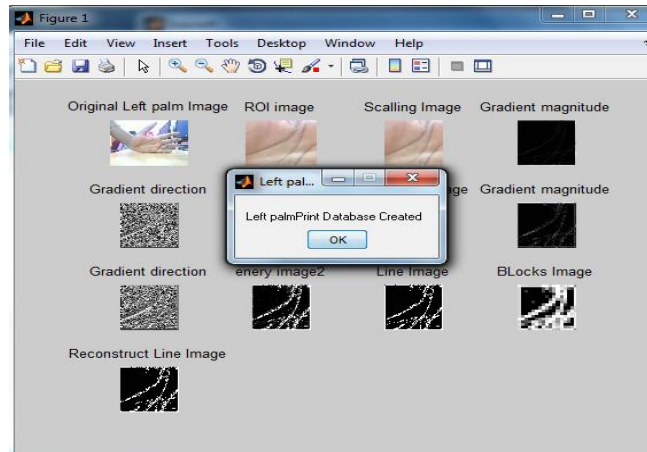 Figure 1
File Edit View Insert Tools Desktop Window Help
Original Left palm Image ROI image Scalling Image Gradient magnitude
Left pal...
Gradient direction age Gradient magnitude
Left palmPrint Database Created
OK
Gradient direction enery image2 Line Image BLocks Image
Reconstruct Line Image